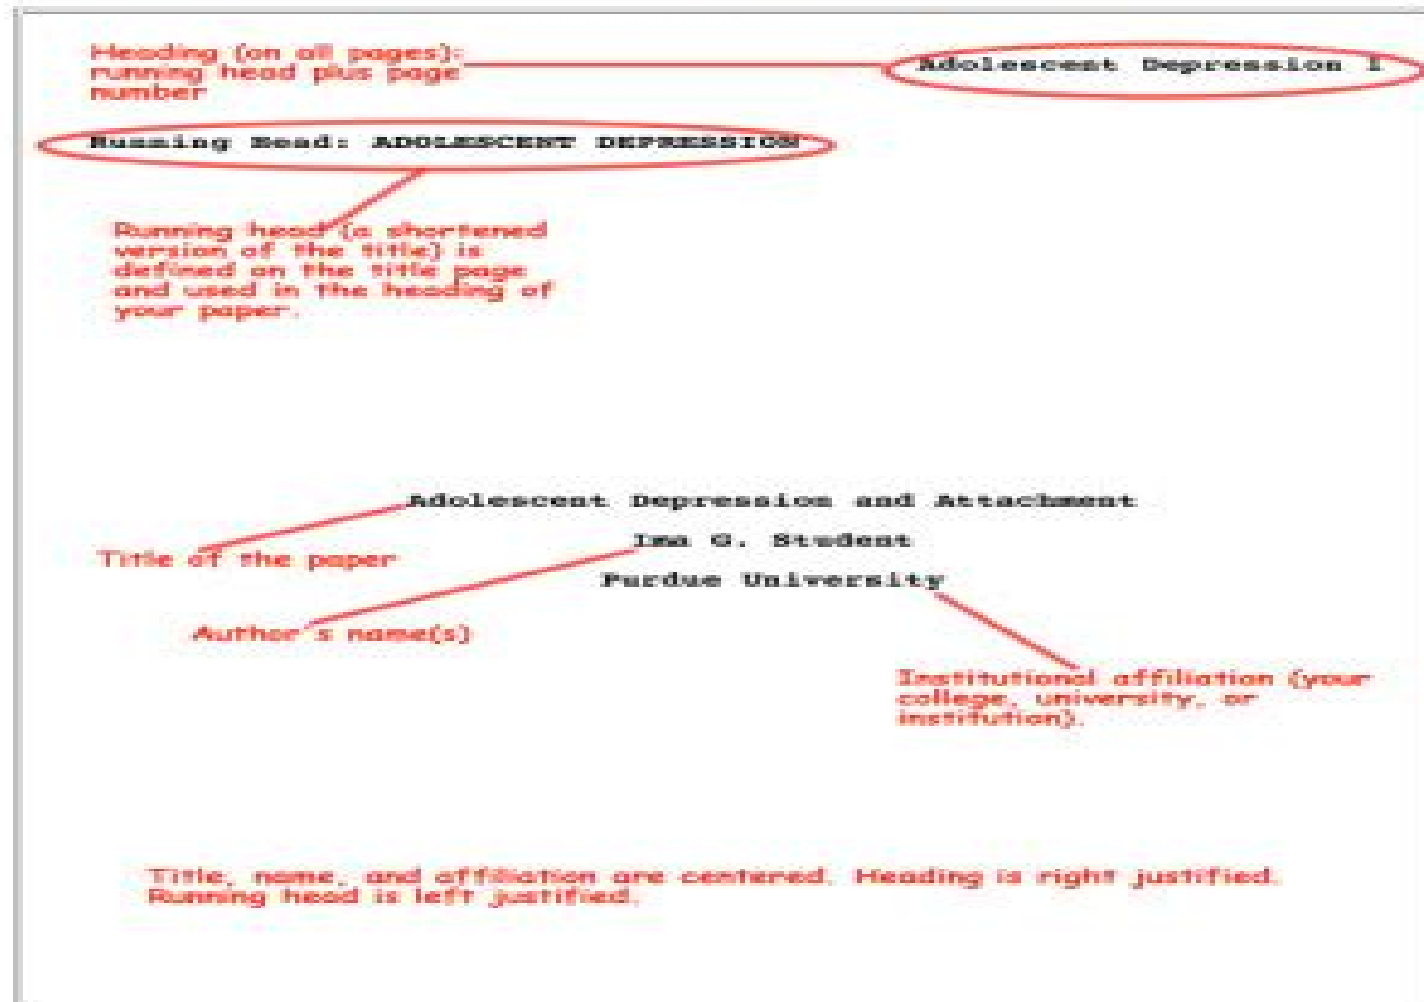 Heading (on all pages):
running head plus page
number
Adolescent Depression 1
Running Head: ADOLESCENT DEPRESSION
Running head (a shortened
version of the title) is
defined on the title page
and used in the heading of
your paper.
Adolescent Depression and Attachment
Ima G. Student
Title of the paper
Purdue University
Author s name(s)
Institutional affiliation (your
college, university, or
institution).
Title, name, and affiliation are centered. Heading is right justified.
Running head is left justified.